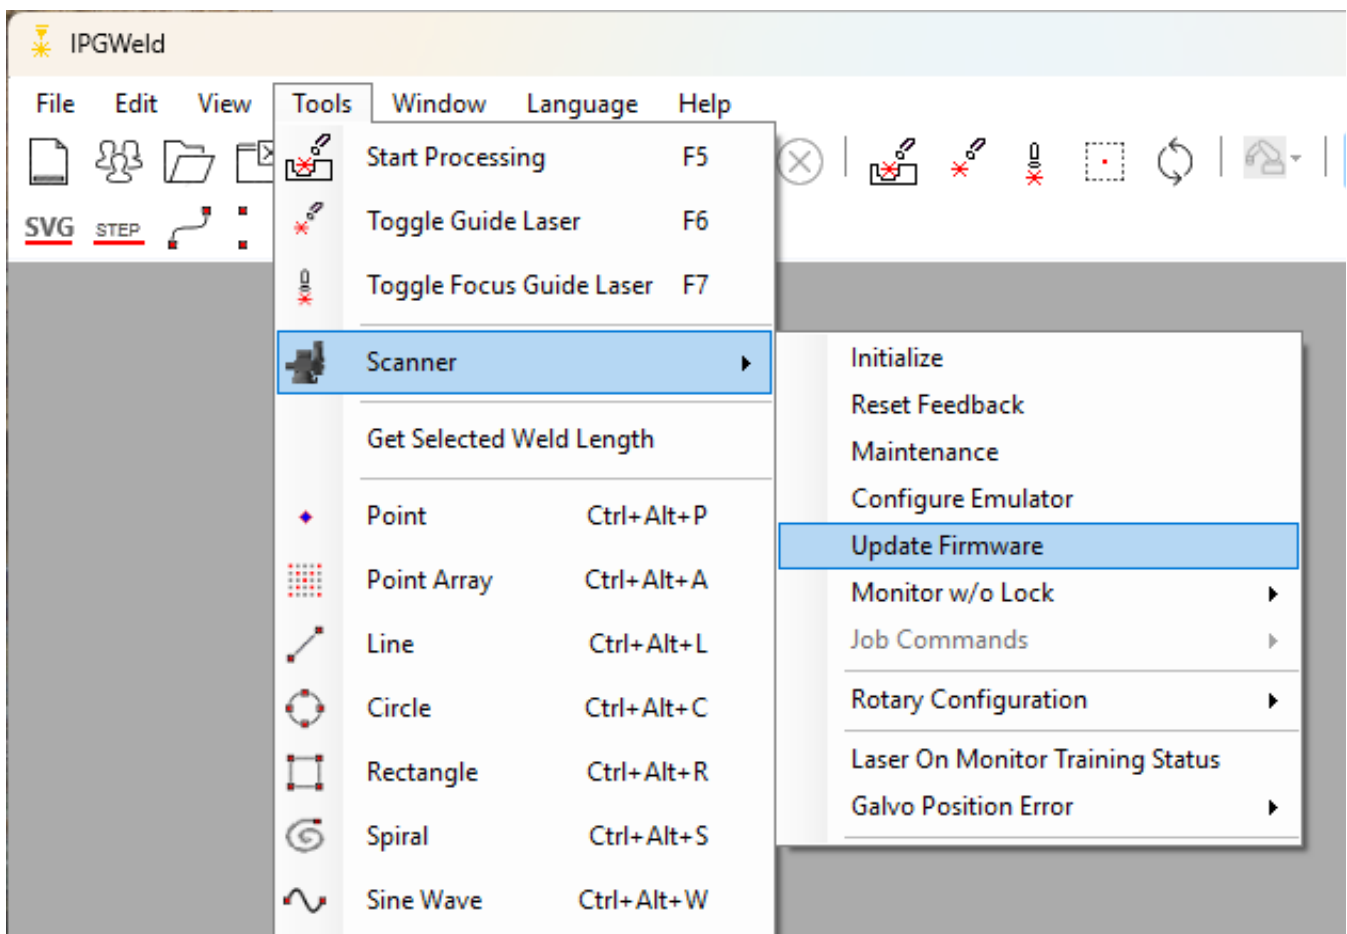 IPGWeld
File Edit View Tools Window Language Help
SVG STEP
Start Processing F5
Toggle Guide Laser F6
Toggle Focus Guide Laser F7
Scanner
Get Selected Weld Length
Point Ctrl+Alt+P
Point Array Ctrl+Alt+A
Line Ctrl+Alt+L
Circle Ctrl+Alt+C
Rectangle Ctrl+Alt+R
Spiral Ctrl+Alt+S
Sine Wave Ctrl+Alt+W
Initialize
Reset Feedback
Maintenance
Configure Emulator
Update Firmware
Monitor w/o Lock
Job Commands
Rotary Configuration
Laser On Monitor Training Status
Galvo Position Error